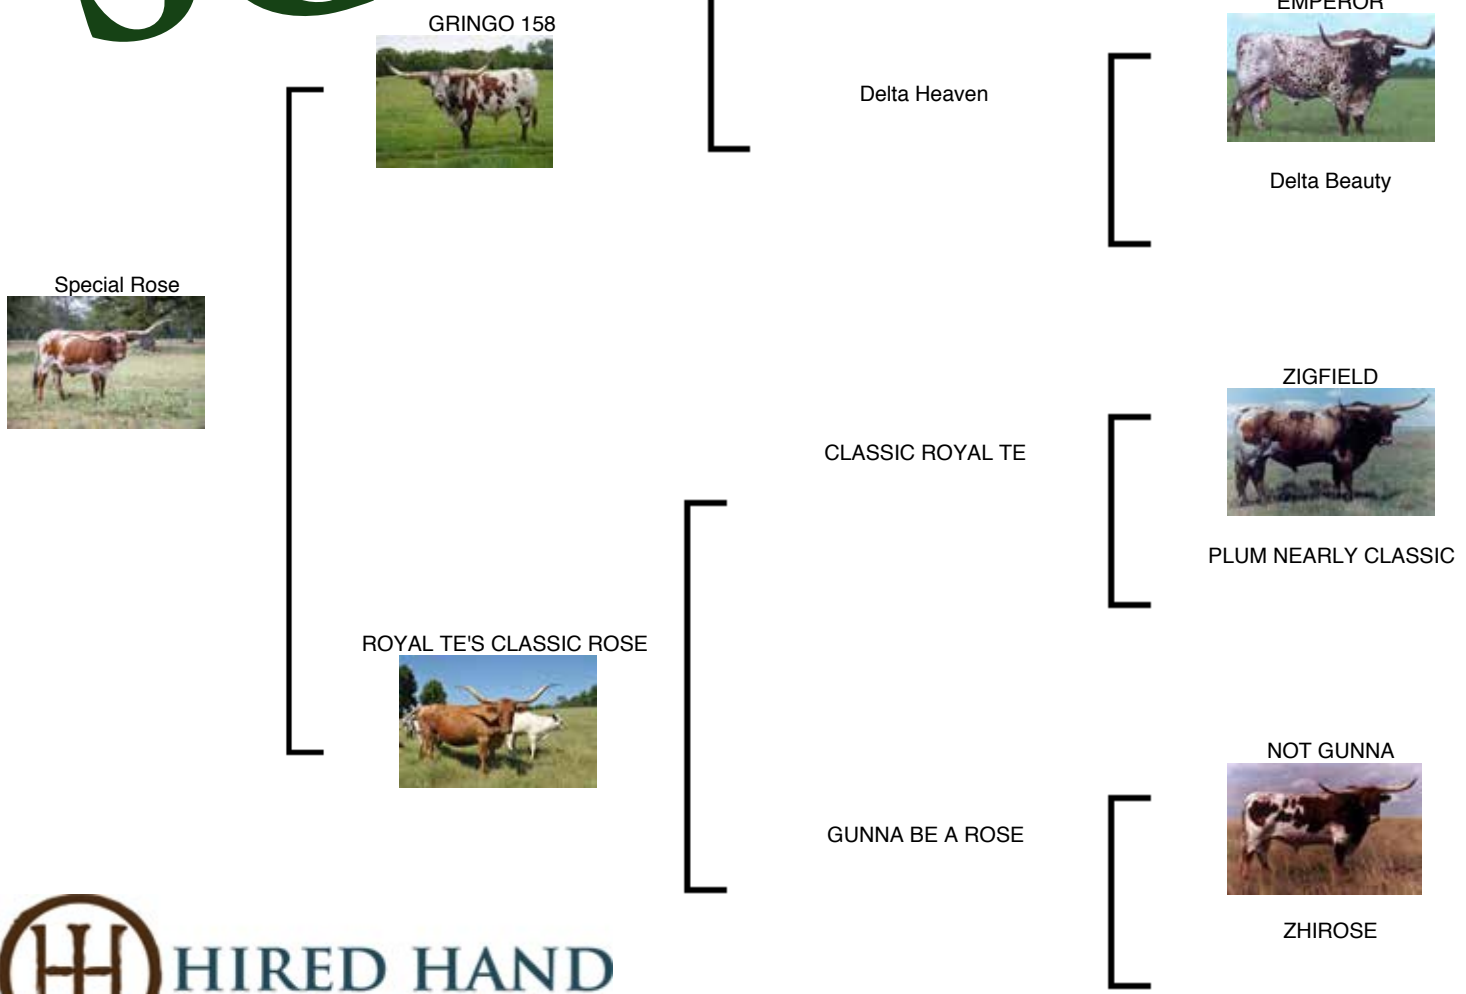 EMPEROR
GRINGO 158
Delta Heaven
Delta Beauty
Special Rose
ZIGFIELD
CLASSIC ROYAL TE
PLUM NEARLY CLASSIC
ROYAL TE'S CLASSIC ROSE
NOT GUNNA
GUNNA BE A ROSE
ZHIROSE
HIRED HAND